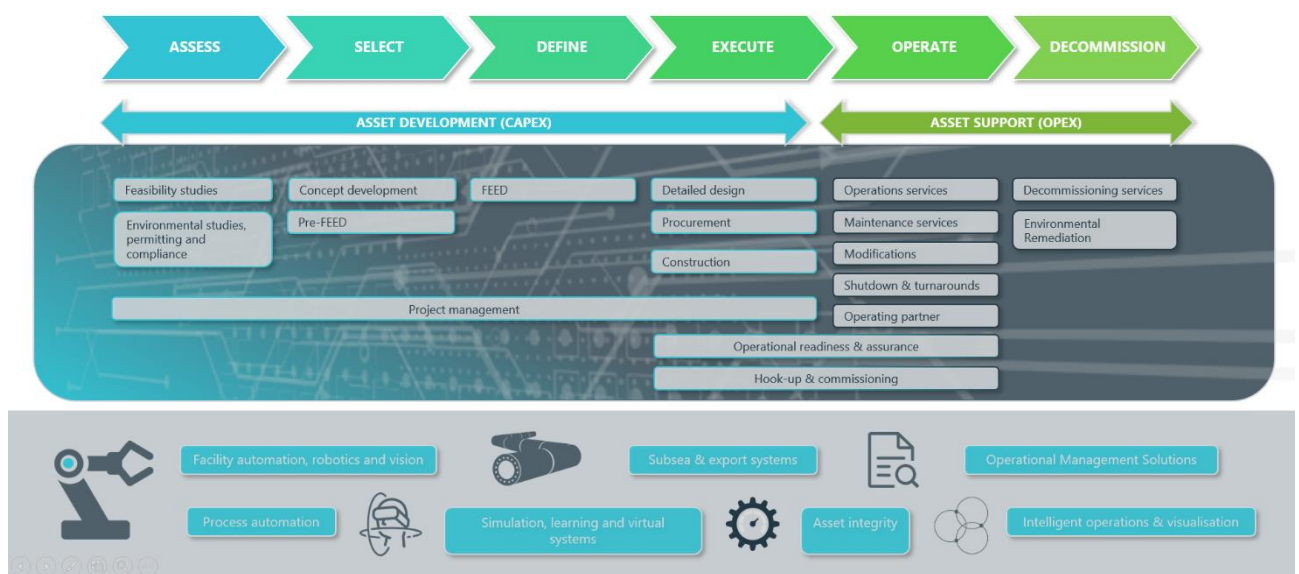 ASSESS
SELECT
DEFINE
EXECUTE
OPERATE
DECOMMISSION
ASSET DEVELOPMENT (CAPEX)
ASSET SUPPORT (OPEX)
Feasibility studies
Concept development
FEED
Detailed design
Operations services
Decommissioning services
Environmental studies,
permitting and
compliance
Pre-FEED
Procurement
Maintenance services
Environmental
Remediation
Construction
Modifications
Shutdown & turnarounds
Project management
Operating partner
Operational readiness & assurance
Hook-up & commissioning
Facility automation, robotics and vision
Subsea & export systems
Operational Management Solutions
Process automation
Simulation, learning and virtual
systems
Asset integrity
Intelligent operations & visualisation